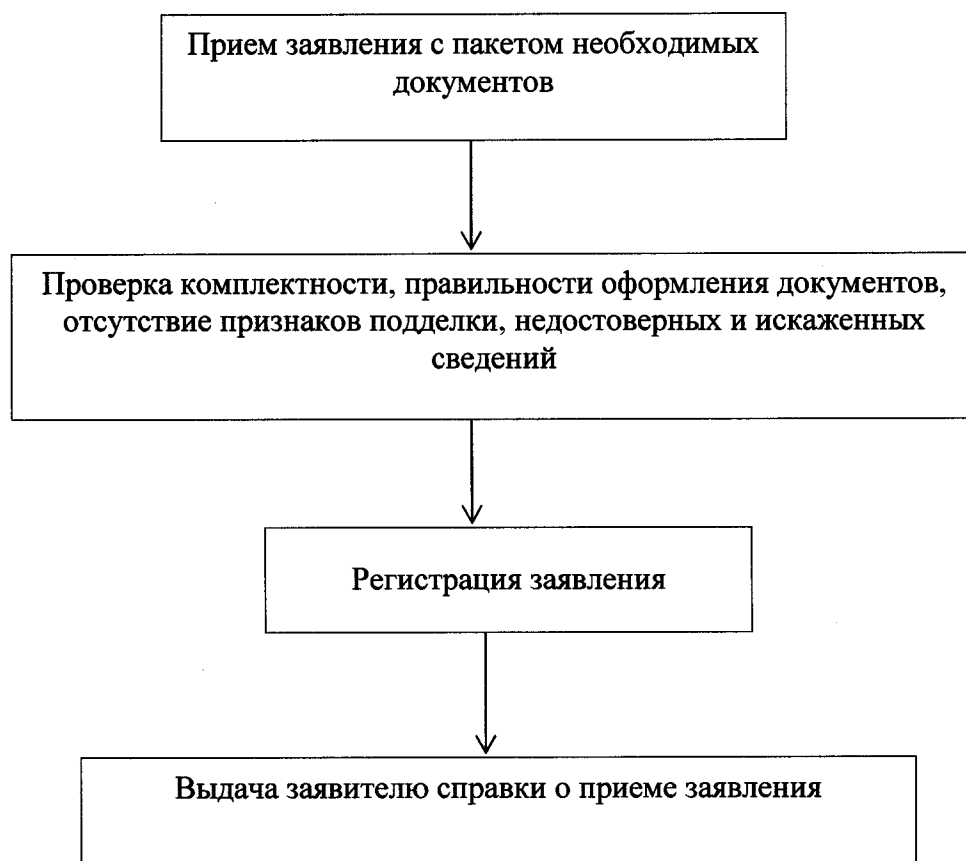 Прием заявления с пакетом необходимых
документов
Проверка комплектности, правильности оформления документов,
отсутствие признаков подделки, недостоверных и искаженных
сведений
Регистрация заявления
Выдача заявителю справки о приеме заявления